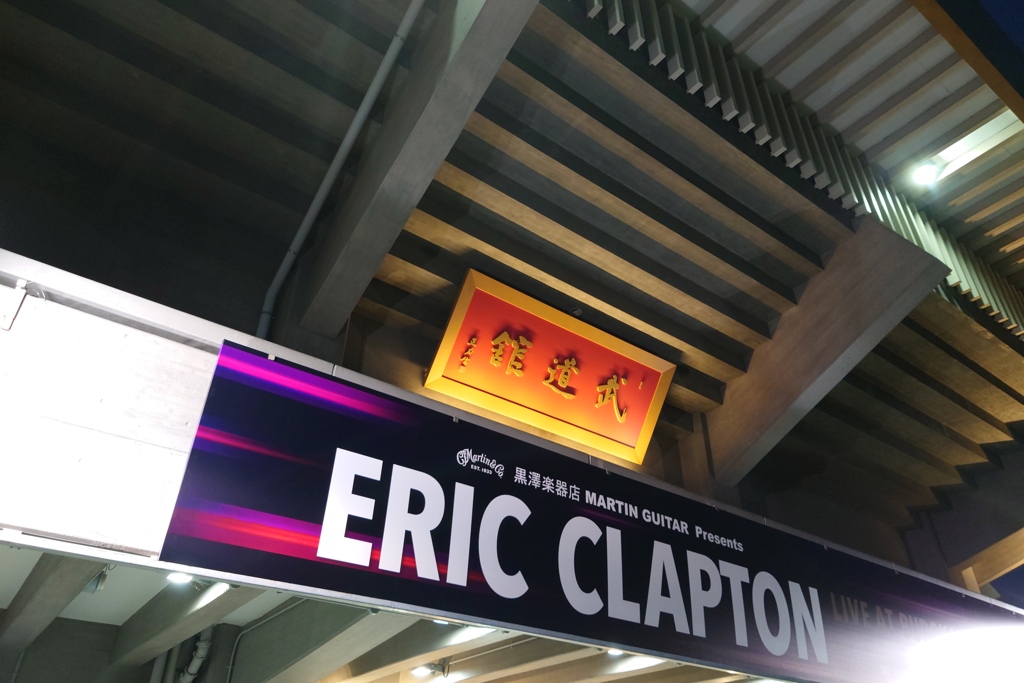 武道館
Martin & Co
EST. 1833
黒澤楽器店 MARTIN GUITAR Presents
ERIC CLAPTON
LIVE AT